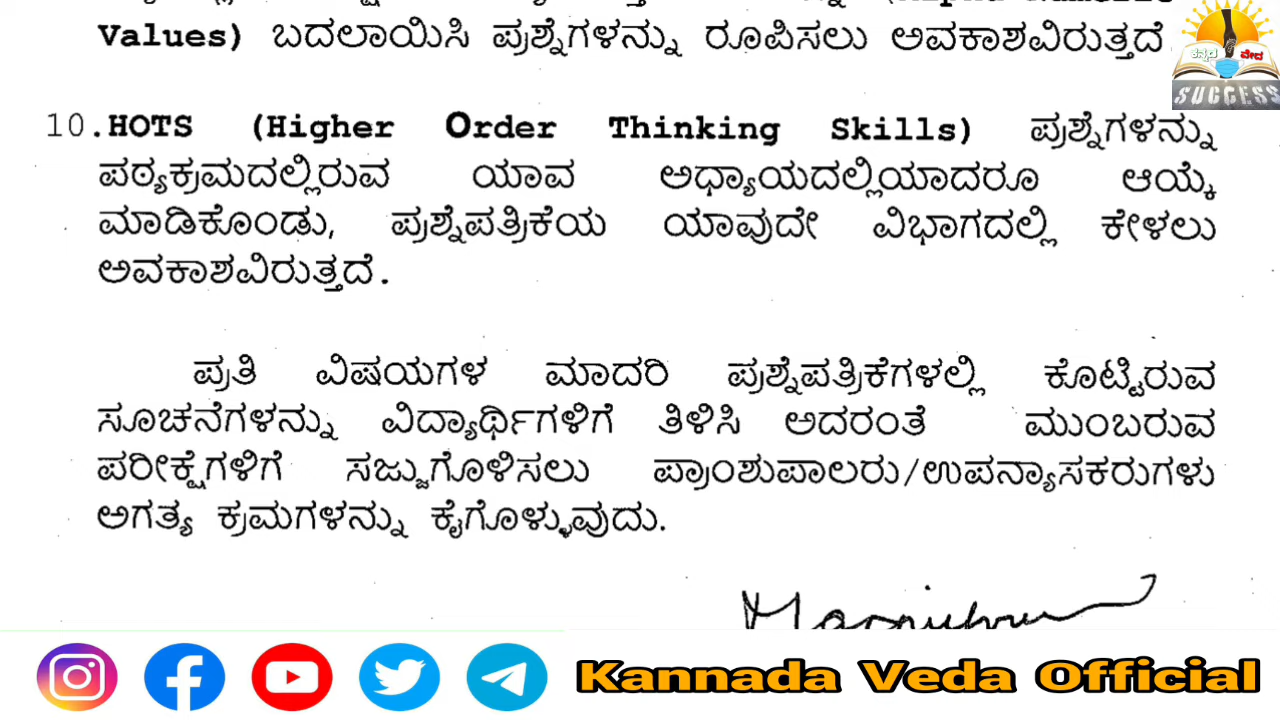 Values) ಬದಲಾಯಿಸಿ ಪ್ರಶ್ನೆಗಳನ್ನು ರೂಪಿಸಲು ಅವಕಾಶವಿರುತ್ತದೆ
ಕನ್ನಡ ವೇದ
SUCCESS
10.HOTS (Higher Order Thinking Skills) ಪ್ರಶ್ನೆಗಳನ್ನು
ಪಠ್ಯಕ್ರಮದಲ್ಲಿರುವ ಯಾವ ಅಧ್ಯಾಯದಲ್ಲಿಯಾದರೂ ಆಯ್ಕೆ
ಮಾಡಿಕೊಂಡು, ಪ್ರಶ್ನೆಪತ್ರಿಕೆಯ ಯಾವುದೇ ವಿಭಾಗದಲ್ಲಿ ಕೇಳಲು
ಅವಕಾಶವಿರುತ್ತದೆ.
ಪ್ರತಿ ವಿಷಯಗಳ ಮಾದರಿ ಪ್ರಶ್ನೆಪತ್ರಿಕೆಗಳಲ್ಲಿ ಕೊಟ್ಟಿರುವ
ಸೂಚನೆಗಳನ್ನು ವಿದ್ಯಾರ್ಥಿಗಳಿಗೆ ತಿಳಿಸಿ ಅದರಂತೆ ಮುಂಬರುವ
ಪರೀಕ್ಷೆಗಳಿಗೆ ಸಜ್ಜುಗೊಳಿಸಲು ಪ್ರಾಂಶುಪಾಲರು/ಉಪನ್ಯಾಸಕರುಗಳು
ಅಗತ್ಯ ಕ್ರಮಗಳನ್ನು ಕೈಗೊಳ್ಳುವುದು.
Kannada Veda Official